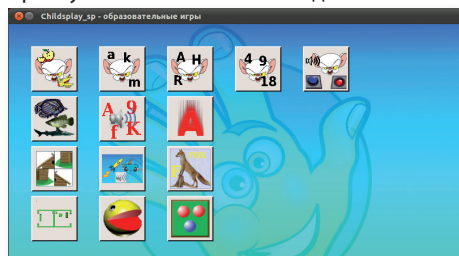 Childsplay_sp - образовательные игры
a k m
A H R
4 9 18
A 9 f K
A